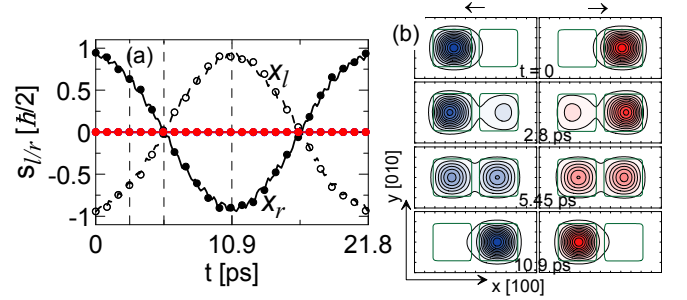 (a)
x_l
x_r
1
0.5
0
-0.5
-1
0
10.9
21.8
t [ps]
s_{l/r} [ħ/2]
(b)
← →
t = 0
2.8 ps
5.45 ps
10.9 ps
y [010]
x [100]